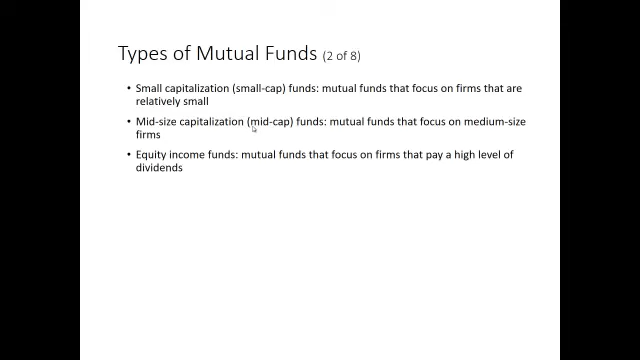 Types of Mutual Funds (2 of 8)
• Small capitalization (small-cap) funds: mutual funds that focus on firms that are
relatively small
• Mid-size capitalization (mid-cap) funds: mutual funds that focus on medium-size
firms
• Equity income funds: mutual funds that focus on firms that pay a high level of
dividends